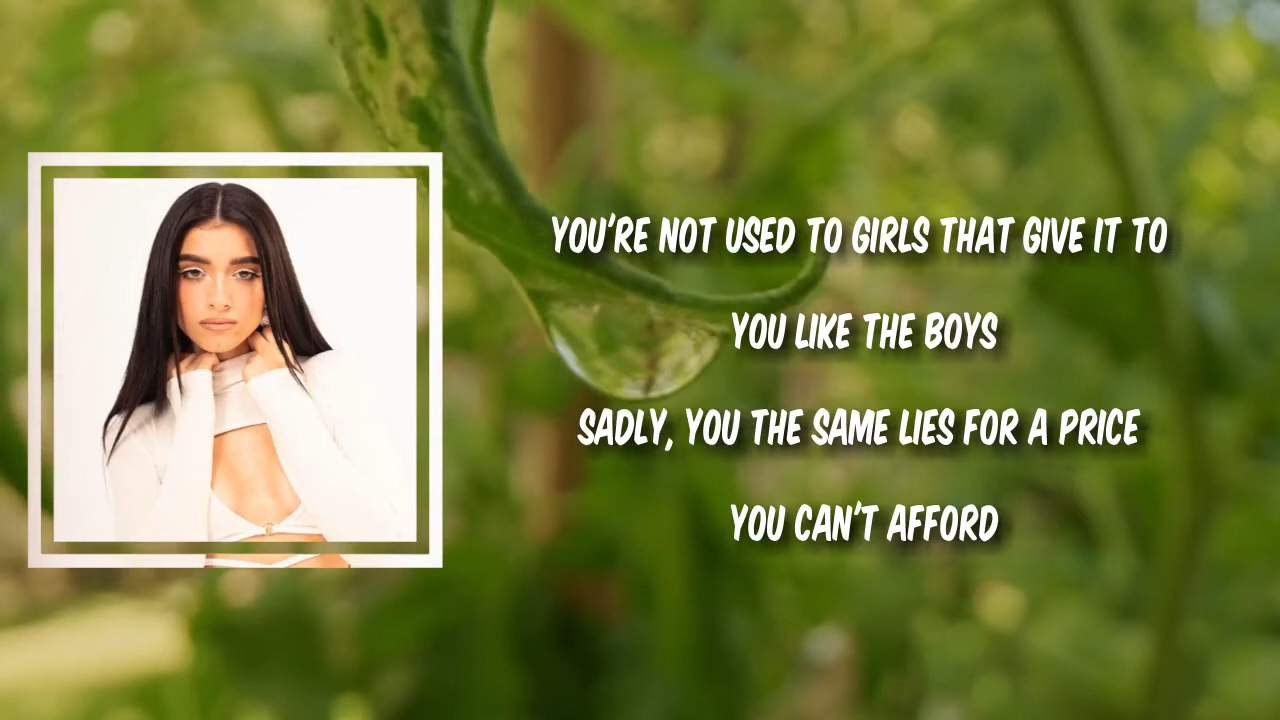 YOU'RE NOT USED TO GIRLS THAT GIVE IT TO
YOU LIKE THE BOYS
SADLY, YOU THE SAME LIES FOR A PRICE
YOU CAN'T AFFORD